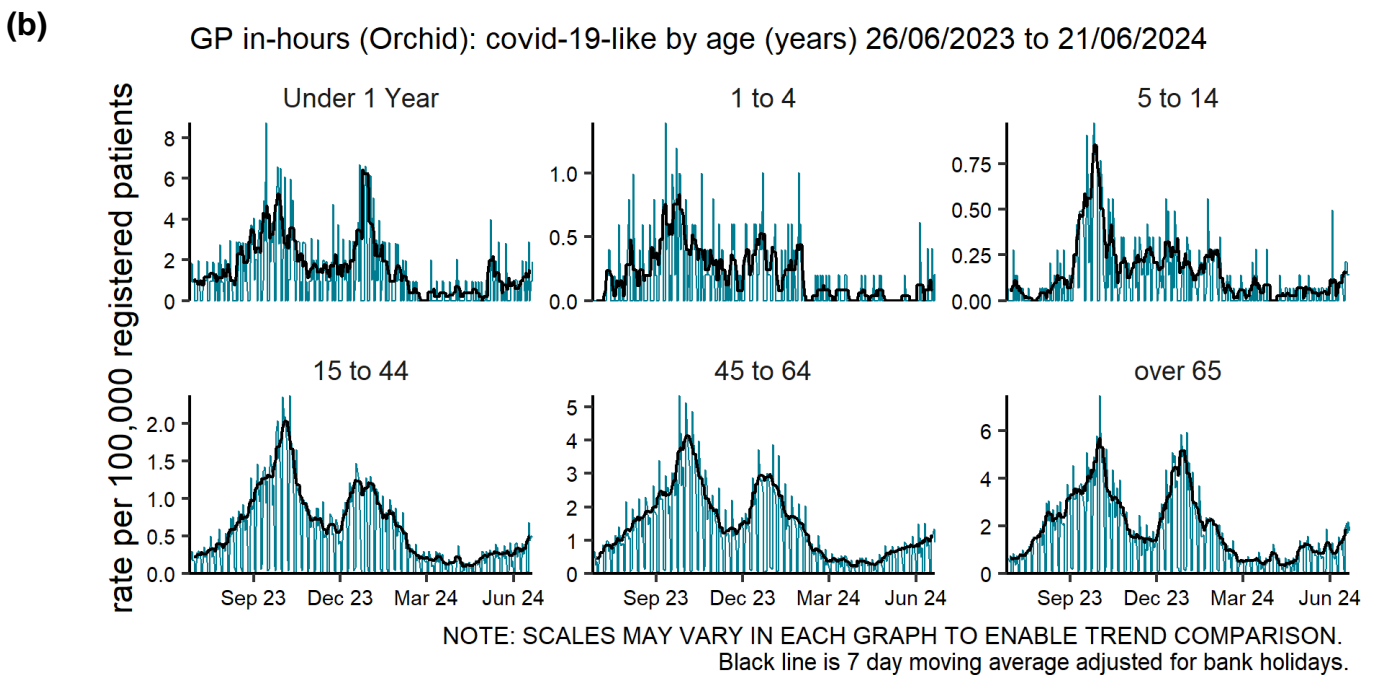 (b)
GP in-hours (Orchid): covid-19-like by age (years) 26/06/2023 to 21/06/2024
rate per 100,000 registered patients
Under 1 Year
8
6
4
2
0
1 to 4
1.0
0.5
0.0
5 to 14
0.75
0.50
0.25
0.00
15 to 44
2.0
1.5
1.0
0.5
0.0
Sep 23 Dec 23 Mar 24 Jun 24
45 to 64
5
4
3
2
1
0
Sep 23 Dec 23 Mar 24 Jun 24
over 65
6
4
2
0
Sep 23 Dec 23 Mar 24 Jun 24
NOTE: SCALES MAY VARY IN EACH GRAPH TO ENABLE TREND COMPARISON.
Black line is 7 day moving average adjusted for bank holidays.